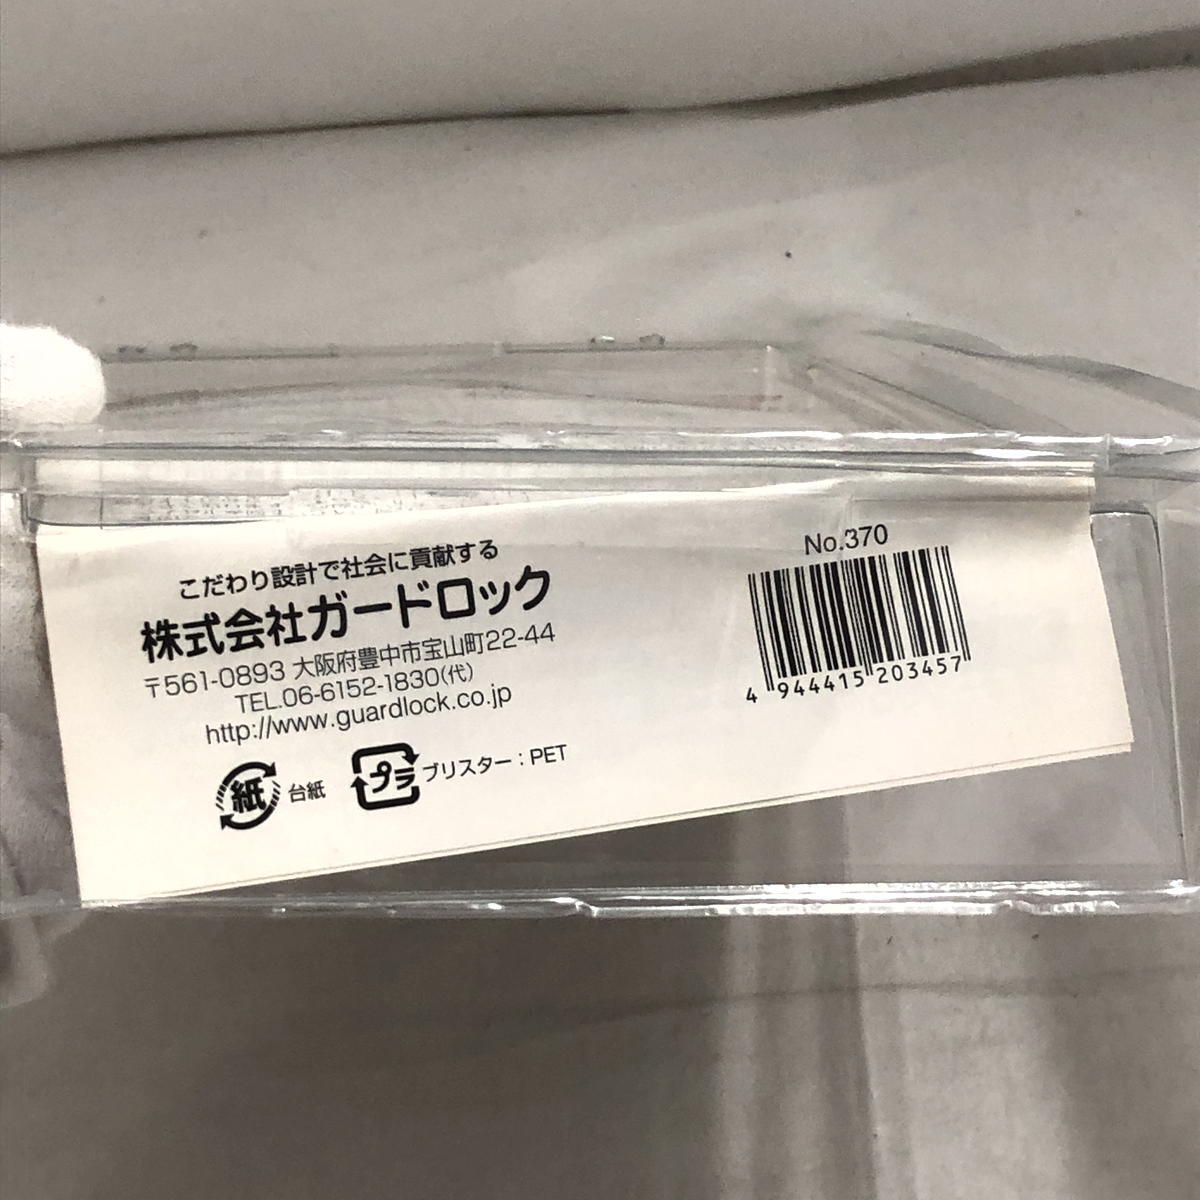 こだわり設計で社会に貢献する
株式会社ガードロック
〒561-0893 大阪府豊中市宝山町22-44
TEL.06-6152-1830(代)
http://www.guardlock.co.jp
紙 台紙 プラ ブリスター：PET
No.370
4 944415 203457